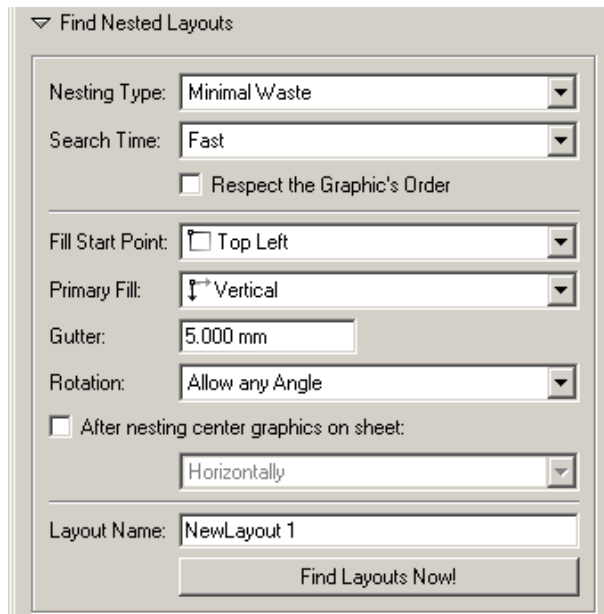 Find Nested Layouts
Nesting Type: Minimal Waste
Search Time: Fast
Respect the Graphic's Order
Fill Start Point: Top Left
Primary Fill: Vertical
Gutter: 5.000 mm
Rotation: Allow any Angle
After nesting center graphics on sheet:
Horizontally
Layout Name: NewLayout 1
Find Layouts Now!